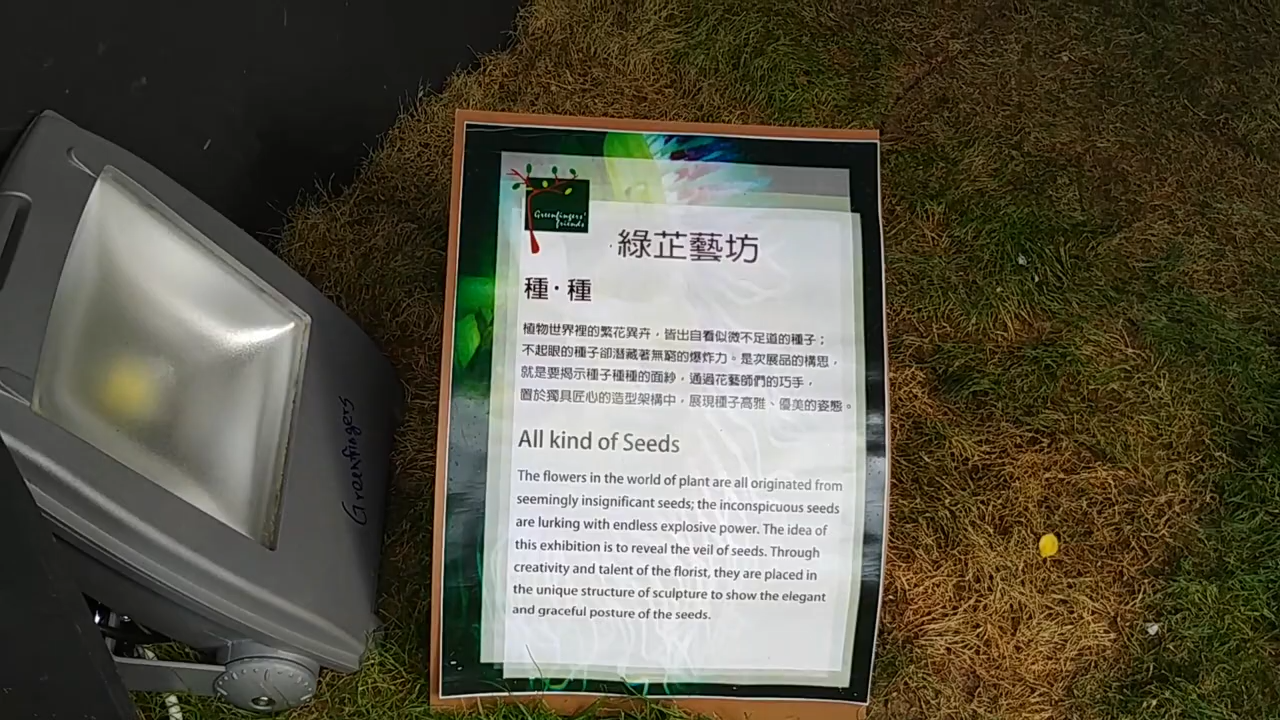 Greenfingers'
friends
綠芷藝坊
種·種
植物世界裡的繁花異卉，皆出自看似微不足道的種子；
不起眼的種子卻潛藏著無窮的爆炸力。是次展品的構思，
就是要揭示種子種種的面紗，通過花藝師們的巧手，
置於獨具匠心的造型架構中，展現種子高雅、優美的姿態。
All kind of Seeds
The flowers in the world of plant are all originated from
seemingly insignificant seeds; the inconspicuous seeds
are lurking with endless explosive power. The idea of
this exhibition is to reveal the veil of seeds. Through
creativity and talent of the florist, they are placed in
the unique structure of sculpture to show the elegant
and graceful posture of the seeds.
Greenfingers